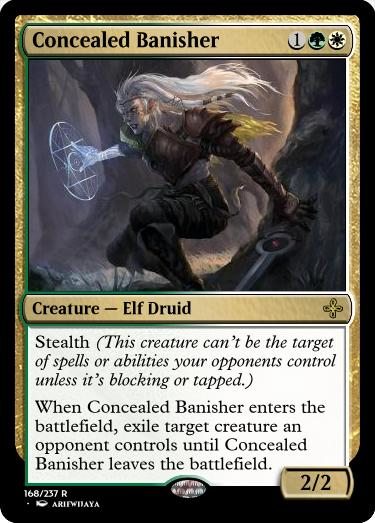 Concealed Banisher 1
Creature — Elf Druid
Stealth (This creature can't be the target
of spells or abilities your opponents control
unless it's blocking or tapped.)
When Concealed Banisher enters the
battlefield, exile target creature an
opponent controls until Concealed
Banisher leaves the battlefield.
2/2
168/237 R
· ARIFWIJAYA